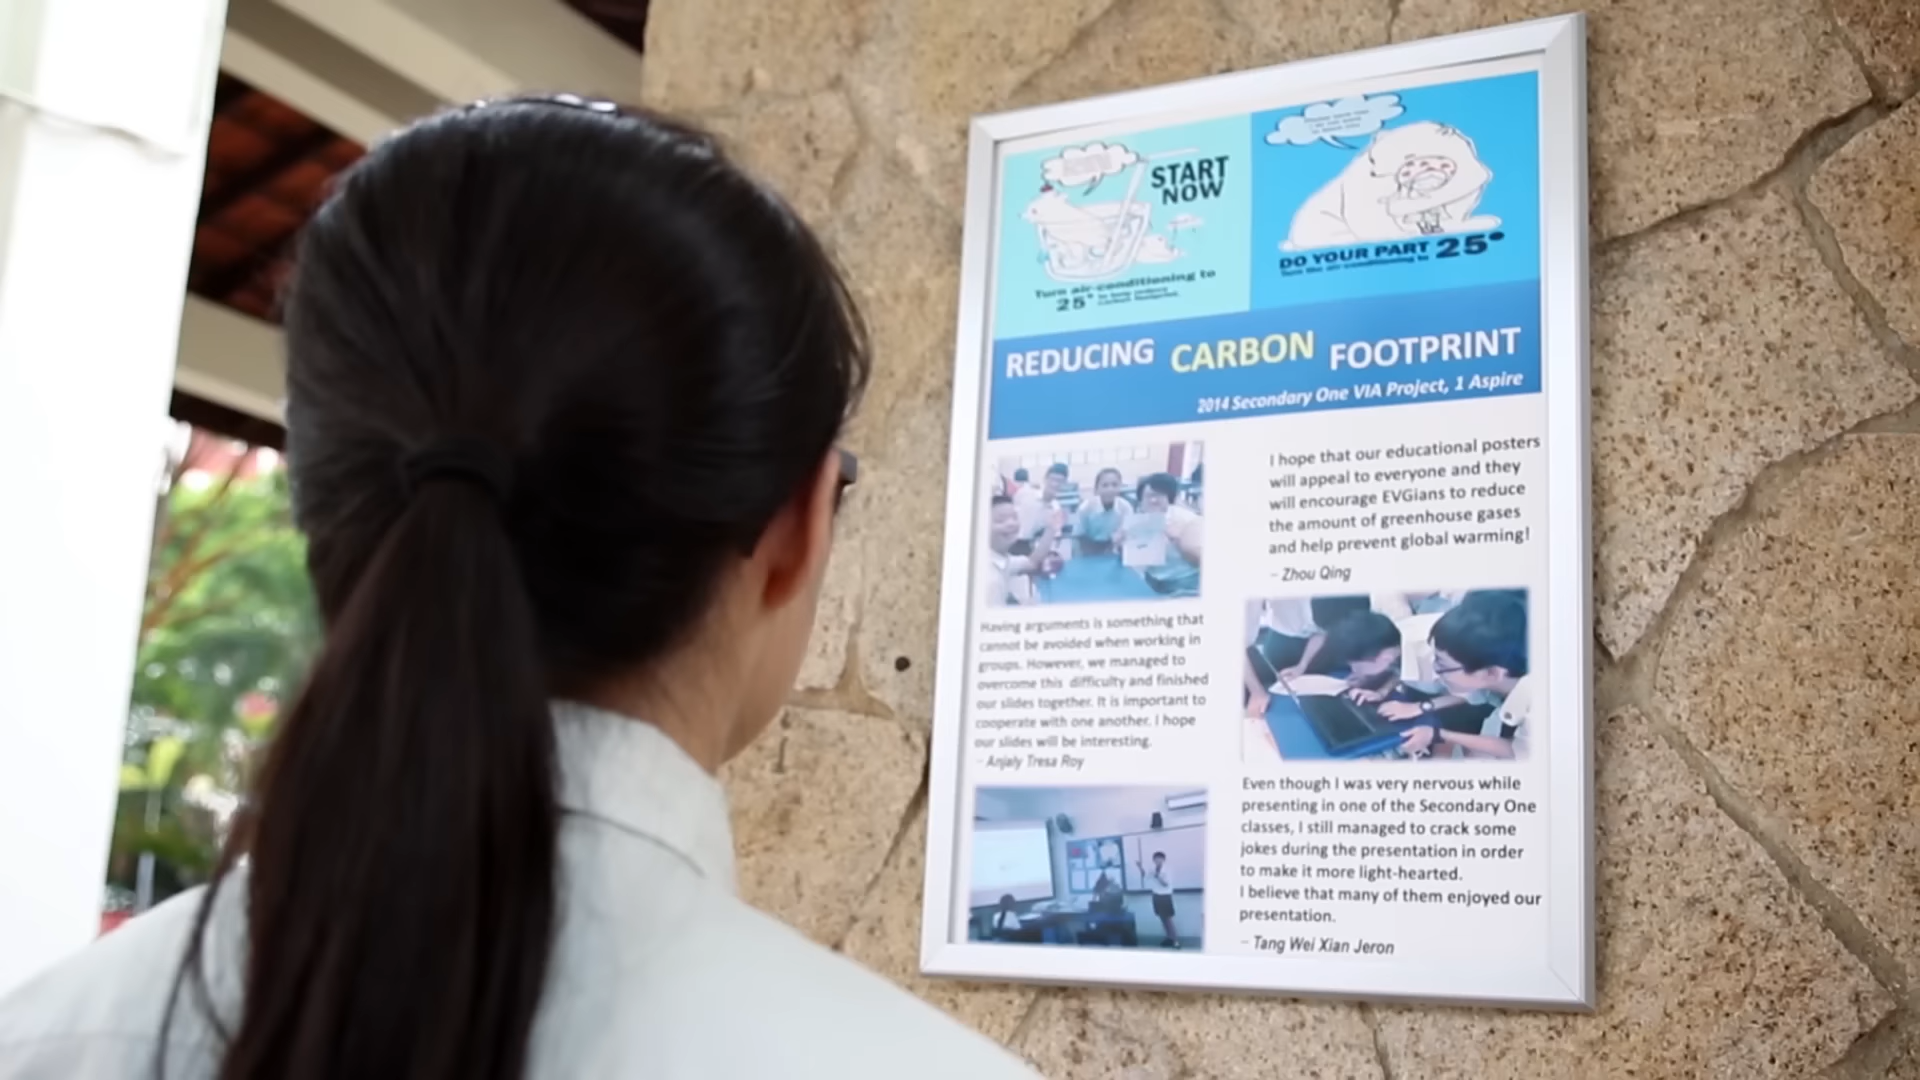 START
NOW
Turn air-conditioning to
25°
DO YOUR PART 25°
Turn the air-conditioning to
REDUCING CARBON FOOTPRINT
2014 Secondary One VIA Project, 1 Aspire
I hope that our educational posters
will appeal to everyone and they
will encourage EVGians to reduce
the amount of greenhouse gases
and help prevent global warming!
- Zhou Qing
Having arguments is something that
cannot be avoided when working in
groups. However, we managed to
overcome this difficulty and finished
our slides together. It is important to
cooperate with one another. I hope
our slides will be interesting.
- Anjaly Tresa Roy
Even though I was very nervous while
presenting in one of the Secondary One
classes, I still managed to crack some
jokes during the presentation in order
to make it more light-hearted.
I believe that many of them enjoyed our
presentation.
- Tang Wei Xian Jeron